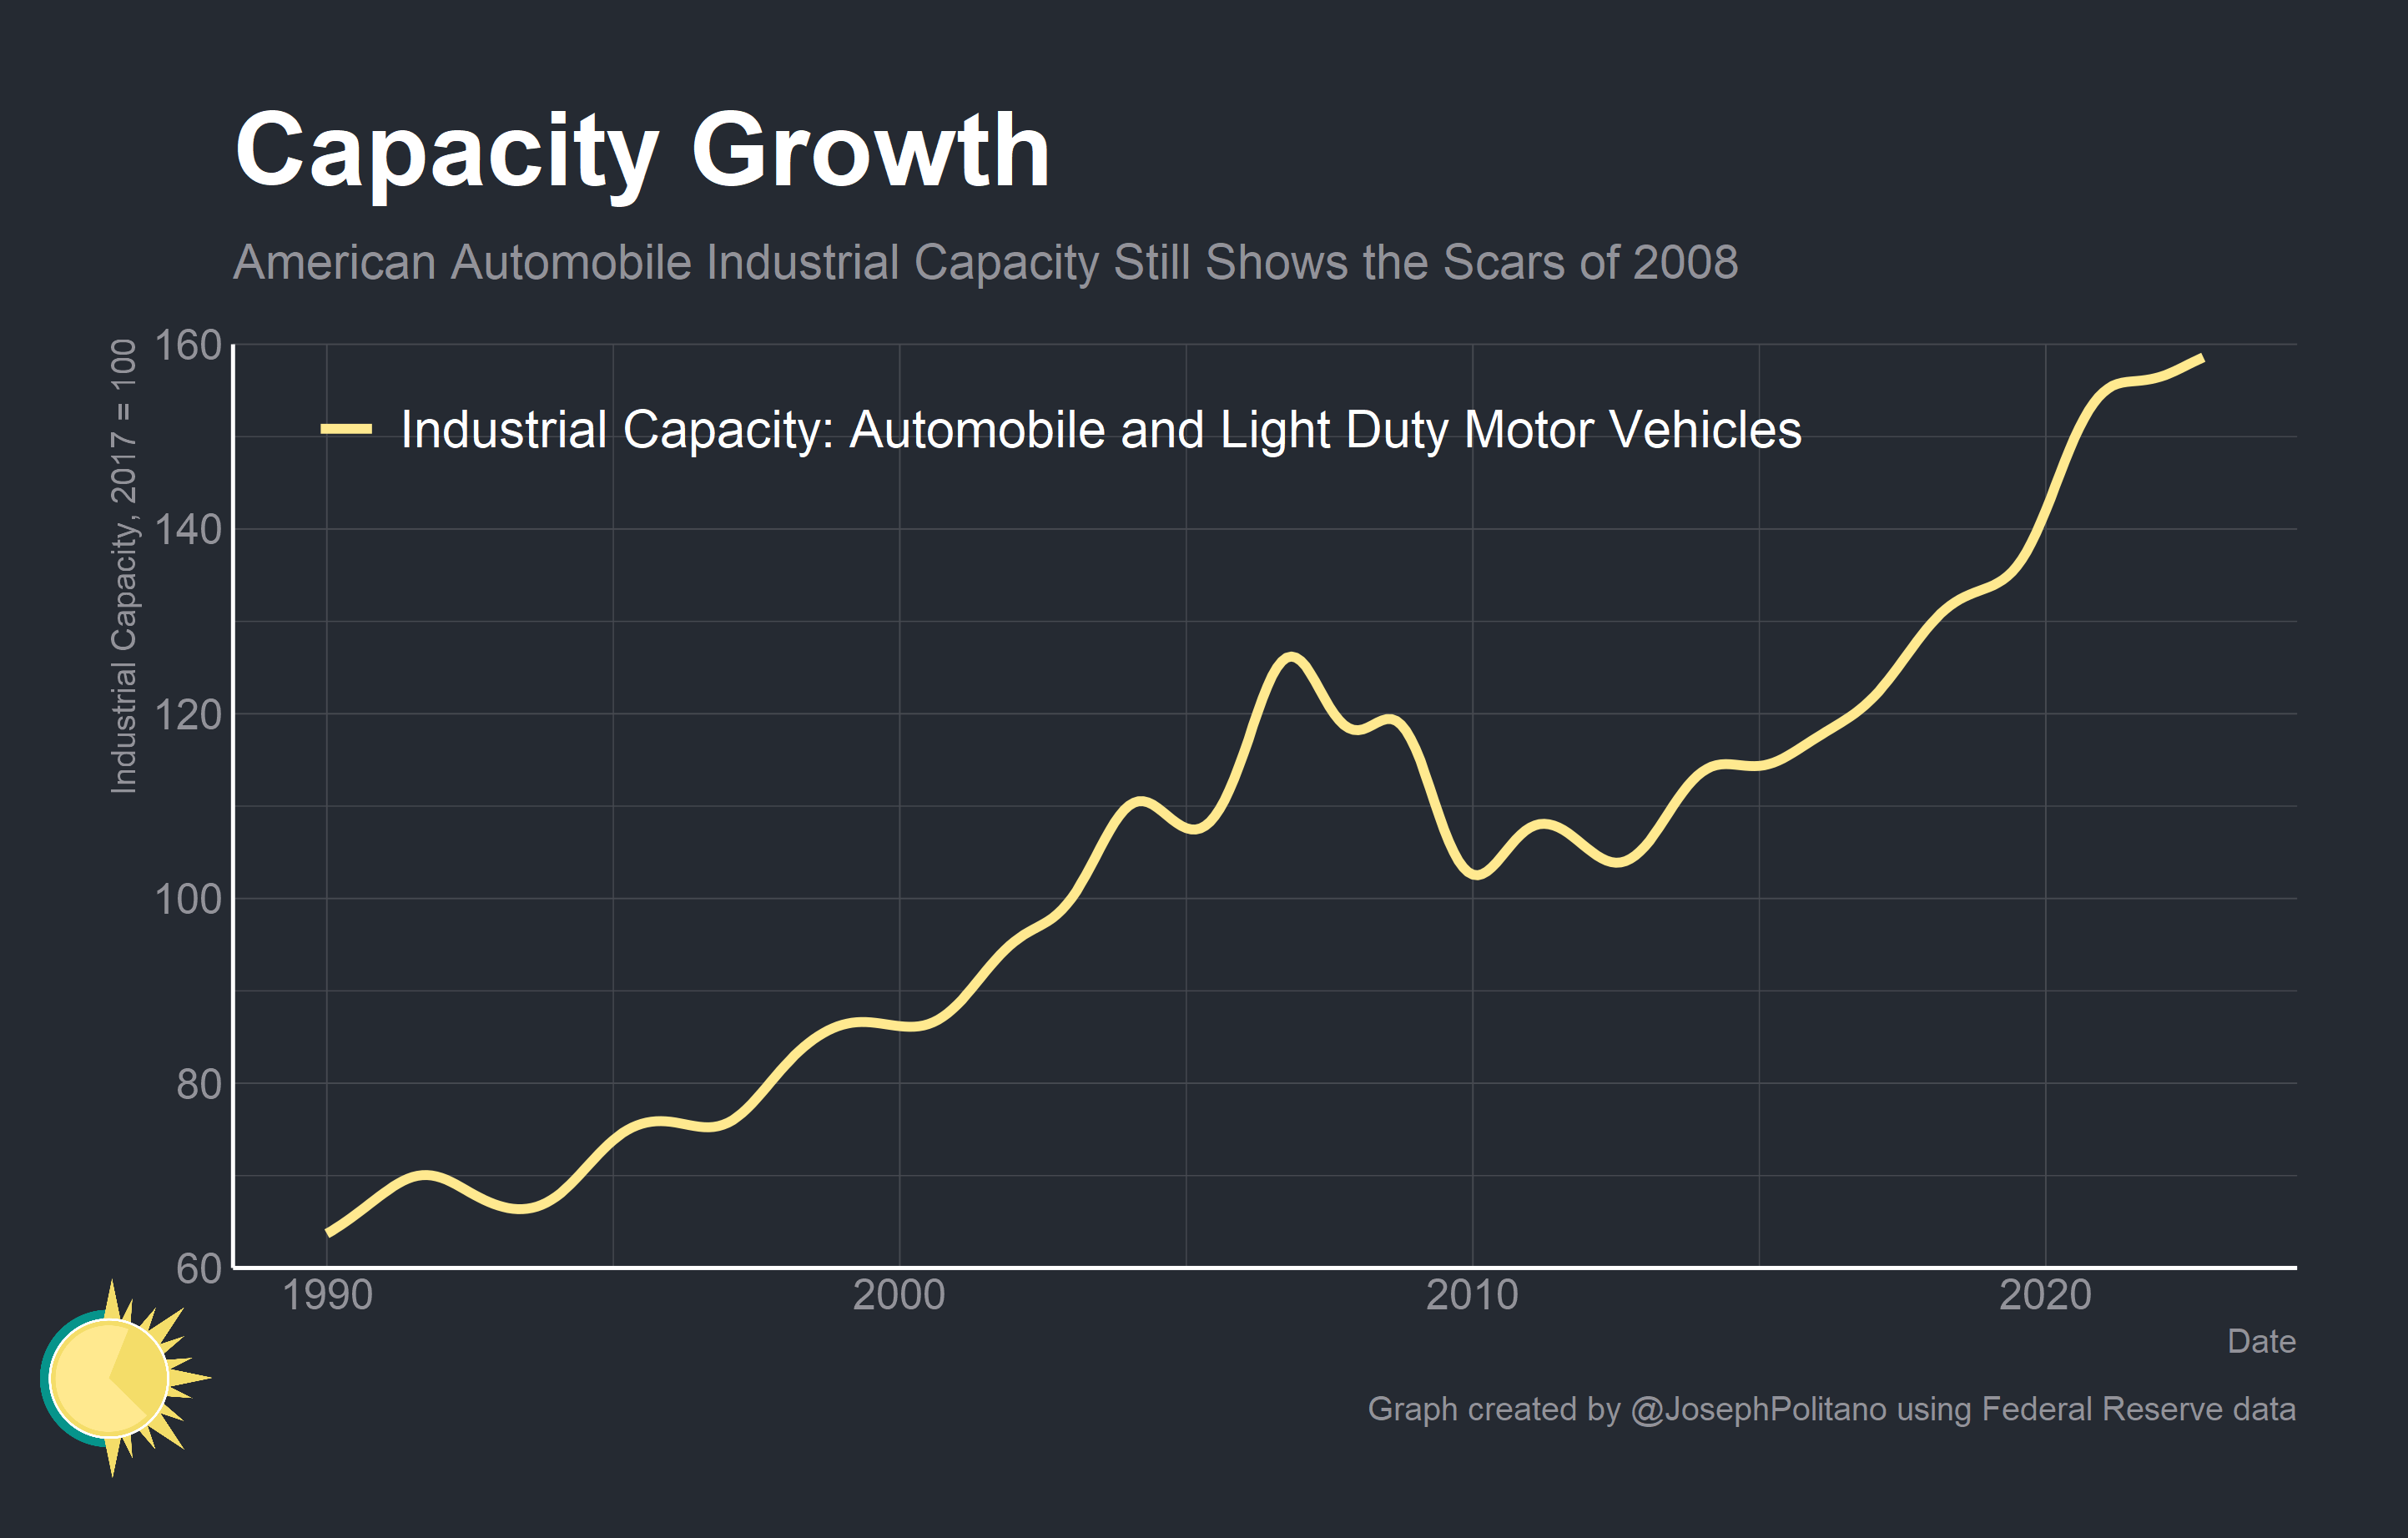 Capacity Growth
American Automobile Industrial Capacity Still Shows the Scars of 2008
Industrial Capacity, 2017 = 100
160
140
120
100
80
60
Industrial Capacity: Automobile and Light Duty Motor Vehicles
1990 2000 2010 2020
Date
Graph created by @JosephPolitano using Federal Reserve data